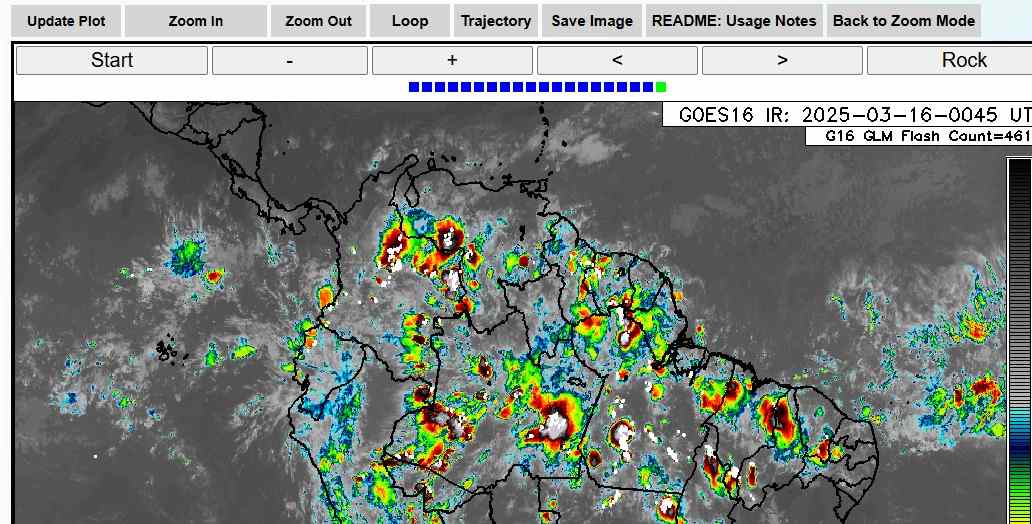 Update Plot Zoom In Zoom Out Loop Trajectory Save Image README: Usage Notes Back to Zoom Mode
Start - + < > Rock
GOES16 IR: 2025-03-16-0045 UT
G16 GLM Flash Count=461